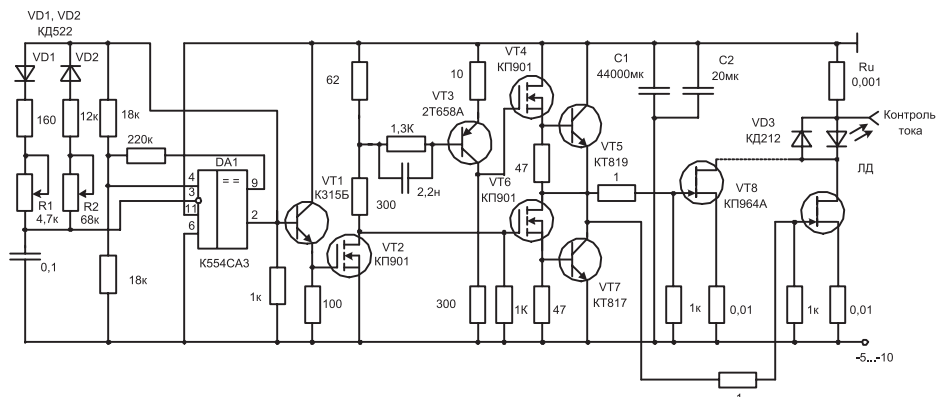 VD1, VD2
КД522
VD1
VD2
160
12к
18к
220к
R1
4,7к
R2
68к
0,1
18к
DA1
= =
4
3
11
6
9
2
К554СА3
1к
VT1
К315Б
100
62
300
VT2
КП901
1,3К
2,2н
10
VT3
2Т658А
300
1К
VT4
КП901
47
VT6
КП901
47
VT5
КТ819
VT7
КТ817
1
C1
44000мк
C2
20мк
1к
VT8
КП964А
0,01
VD3
КД212
Ru
0,001
Контроль
тока
ЛД
1к
0,01
-5...-10
1